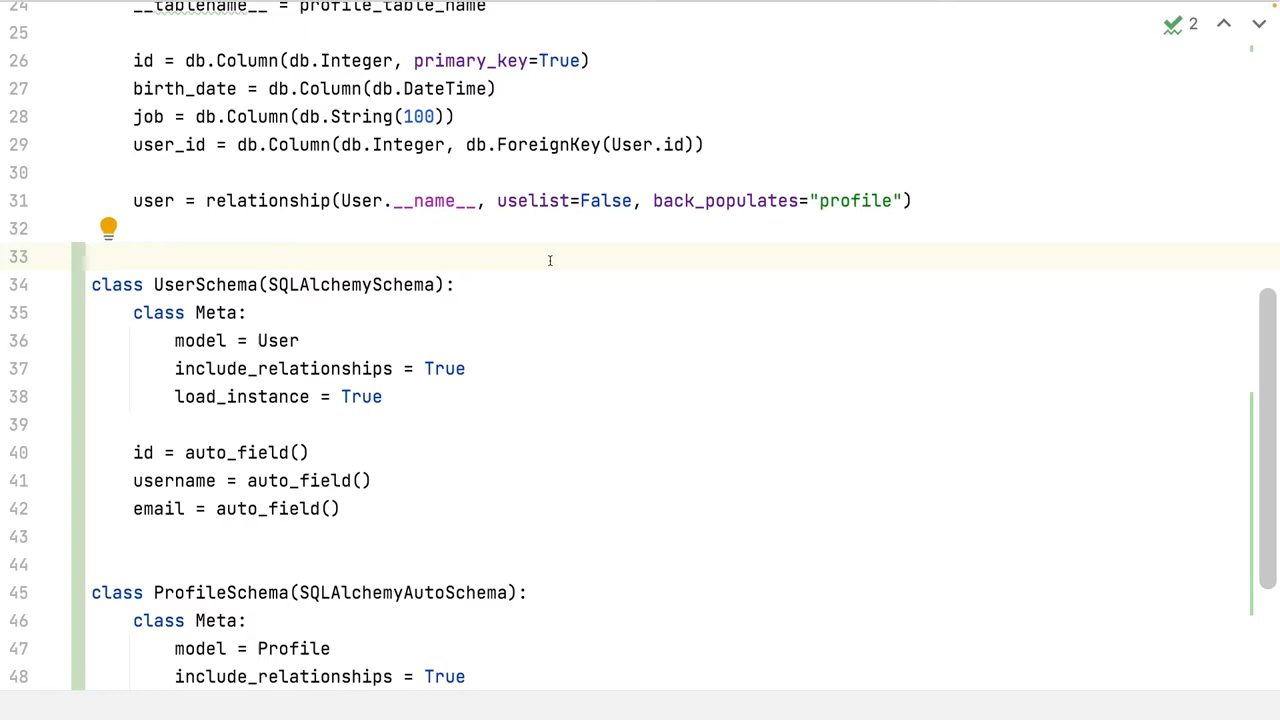 24 __tablename__ = profile_table_name
25
26 id = db.Column(db.Integer, primary_key=True)
27 birth_date = db.Column(db.DateTime)
28 job = db.Column(db.String(100))
29 user_id = db.Column(db.Integer, db.ForeignKey(User.id))
30
31 user = relationship(User.__name__, uselist=False, back_populates="profile")
32
33
34 class UserSchema(SQLAlchemySchema):
35 class Meta:
36 model = User
37 include_relationships = True
38 load_instance = True
39
40 id = auto_field()
41 username = auto_field()
42 email = auto_field()
43
44
45 class ProfileSchema(SQLAlchemyAutoSchema):
46 class Meta:
47 model = Profile
48 include_relationships = True
2